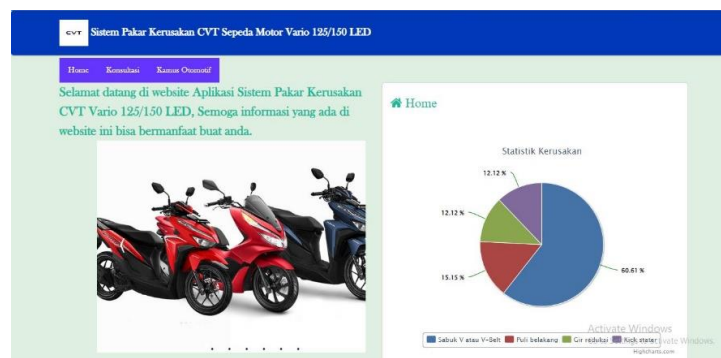 CVT
Sistem Pakar Kerusakan CVT Sepeda Motor Vario 125/150 LED
Home Konsultasi Kamus Otomotif
Selamat datang di website Aplikasi Sistem Pakar Kerusakan
CVT Vario 125/150 LED, Semoga informasi yang ada di
website ini bisa bermanfaat buat anda.
Home
Statistik Kerusakan
12.12 %
12.12 %
15.15 %
60.61 %
Sabuk V atau V-Belt Puli belakang Gir reduksi Kick stater
Activate Windows
Highcharts.com